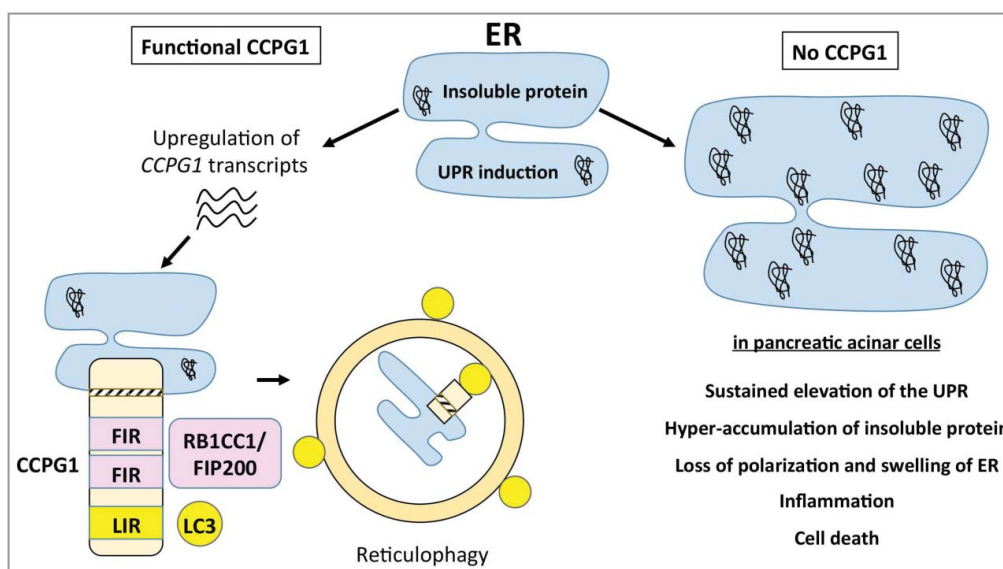 Functional CCPG1
ER
No CCPG1
Insoluble protein
UPR induction
Upregulation of
CCPG1 transcripts
CCPG1
FIR
FIR
LIR
RB1CC1/
FIP200
LC3
Reticulophagy
in pancreatic acinar cells
Sustained elevation of the UPR
Hyper-accumulation of insoluble protein
Loss of polarization and swelling of ER
Inflammation
Cell death